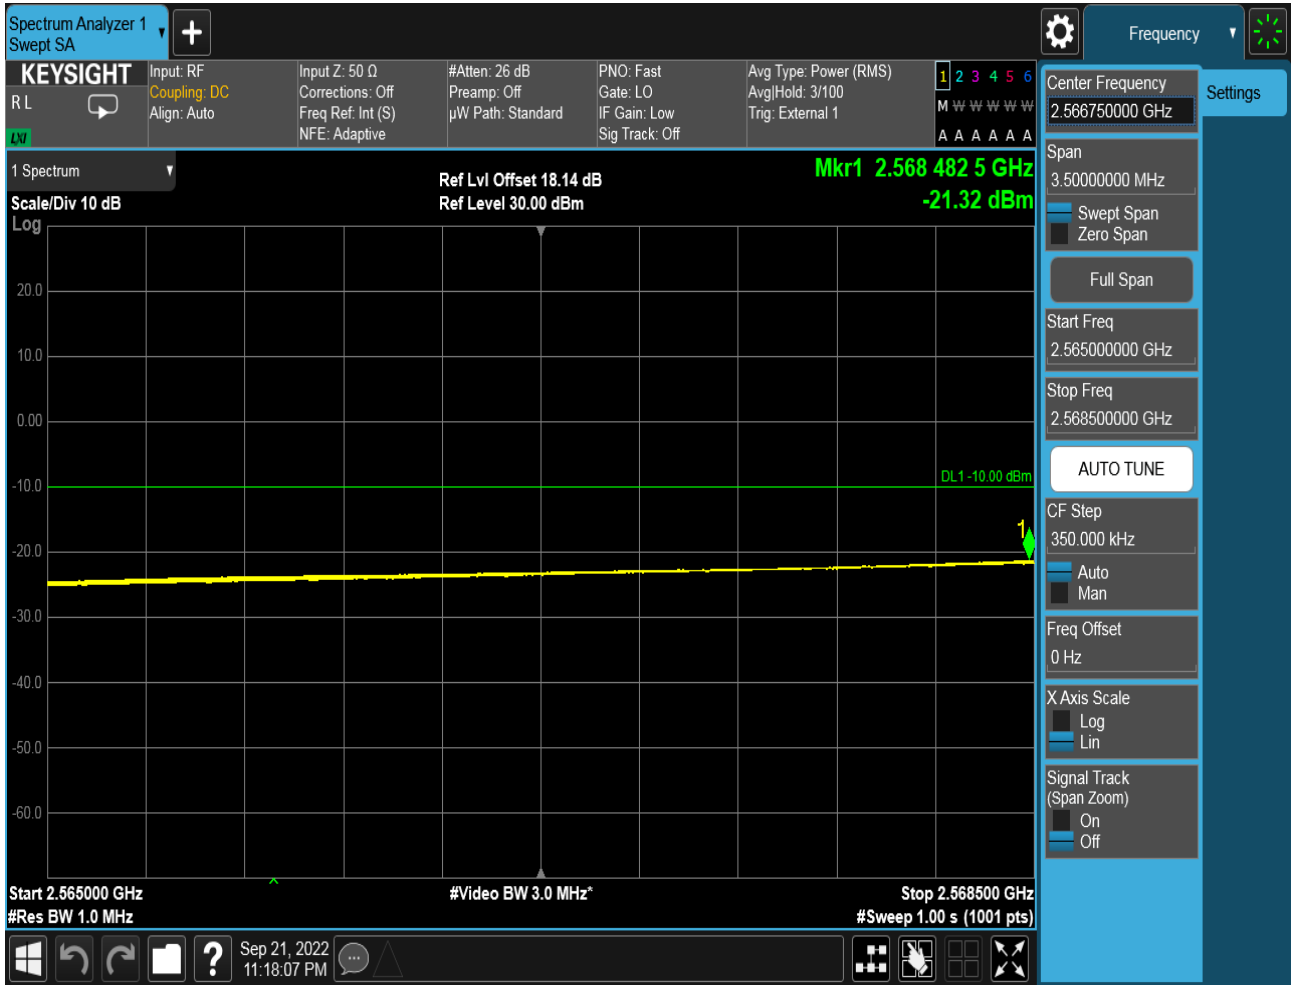 Spectrum Analyzer 1
Swept SA
Frequency
KEYSIGHT
R L
LXI
Input: RF
Coupling: DC
Align: Auto
Input Z: 50 Ω
Corrections: Off
Freq Ref: Int (S)
NFE: Adaptive
#Atten: 26 dB
Preamp: Off
µW Path: Standard
PNO: Fast
Gate: LO
IF Gain: Low
Sig Track: Off
Avg Type: Power (RMS)
Avg|Hold: 3/100
Trig: External 1
1 2 3 4 5 6
M W W W W W
A A A A A A
1 Spectrum
Scale/Div 10 dB
Log
Ref Lvl Offset 18.14 dB
Ref Level 30.00 dBm
Mkr1 2.568 482 5 GHz
-21.32 dBm
20.0
10.0
0.00
-10.0
-20.0
-30.0
-40.0
-50.0
-60.0
DL1 -10.00 dBm
1
Start 2.565000 GHz
#Res BW 1.0 MHz
#Video BW 3.0 MHz*
Stop 2.568500 GHz
#Sweep 1.00 s (1001 pts)
Center Frequency
2.566750000 GHz
Settings
Span
3.50000000 MHz
Swept Span
Zero Span
Full Span
Start Freq
2.565000000 GHz
Stop Freq
2.568500000 GHz
AUTO TUNE
CF Step
350.000 kHz
Auto
Man
Freq Offset
0 Hz
X Axis Scale
Log
Lin
Signal Track
(Span Zoom)
On
Off
?
Sep 21, 2022
11:18:07 PM